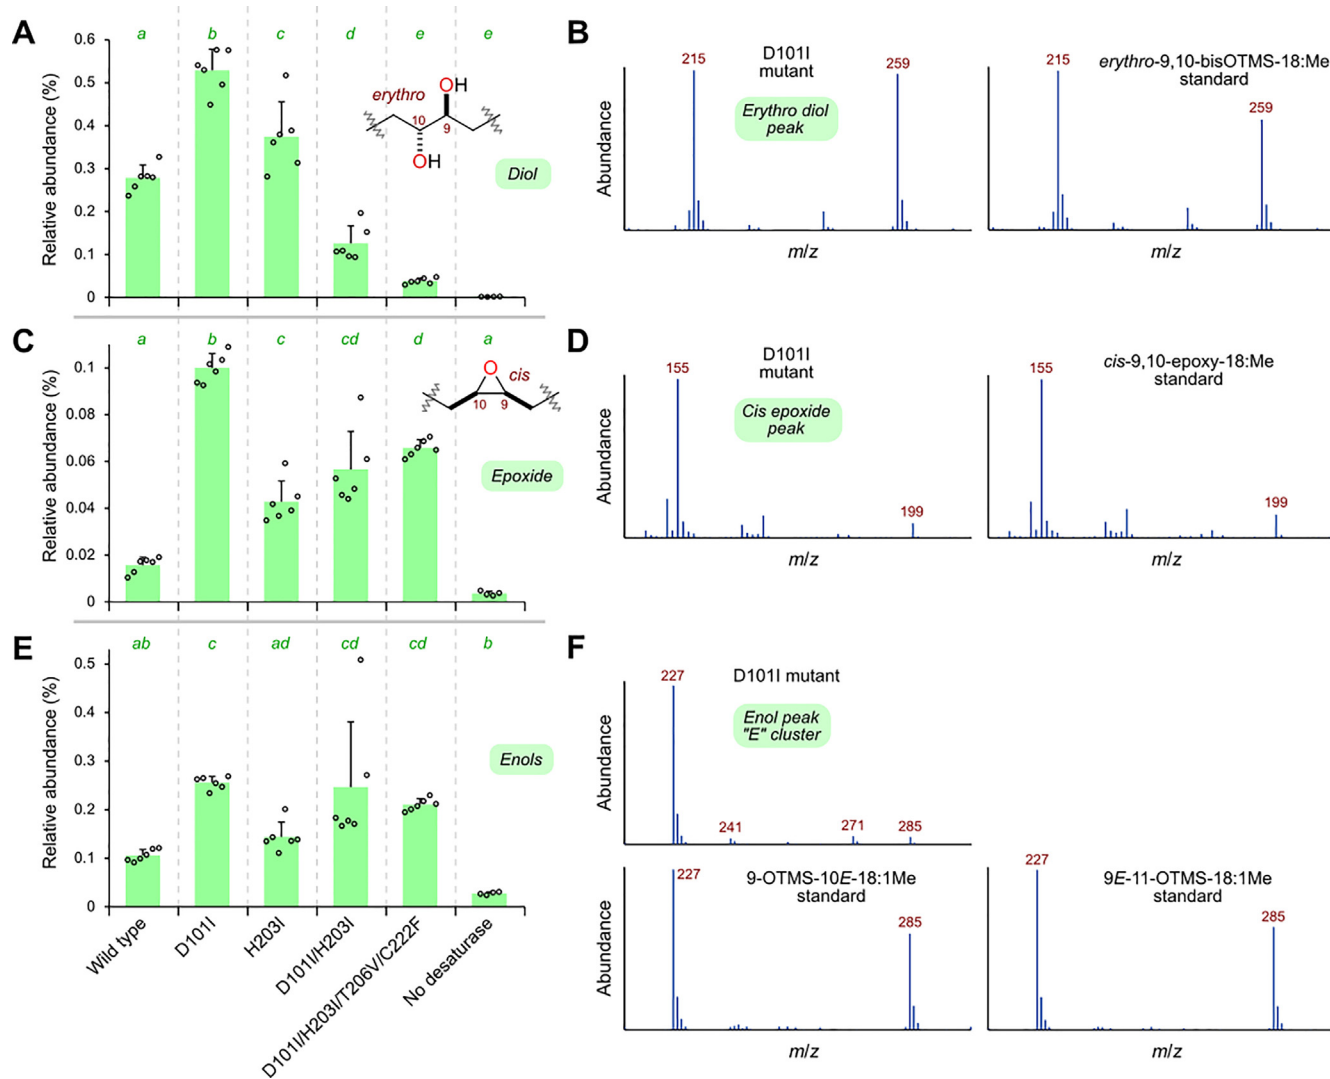 A
a b c d e e
Relative abundance (%)
0.6
0.5
0.4
0.3
0.2
0.1
0
erythro
OH
10
9
OH
Diol
B
D101I
mutant
Erythro diol
peak
215
259
Abundance
m/z
erythro-9,10-bisOTMS-18:Me
standard
215
259
m/z
C
a b c cd d a
Relative abundance (%)
0.1
0.08
0.06
0.04
0.02
0
O
cis
10 9
Epoxide
D
D101I
mutant
Cis epoxide
peak
155
199
Abundance
m/z
cis-9,10-epoxy-18:Me
standard
155
199
m/z
E
ab c ad cd cd b
Relative abundance (%)
0.5
0.4
0.3
0.2
0.1
0
Enols
Wild type
D101I
H203I
D101I/H203I
D101I/H203I/T206V/C222F
No desaturase
F
D101I mutant
Enol peak
"E" cluster
227
241
271
285
Abundance
9-OTMS-10E-18:1Me
standard
227
285
Abundance
m/z
9E-11-OTMS-18:1Me
standard
227
285
m/z